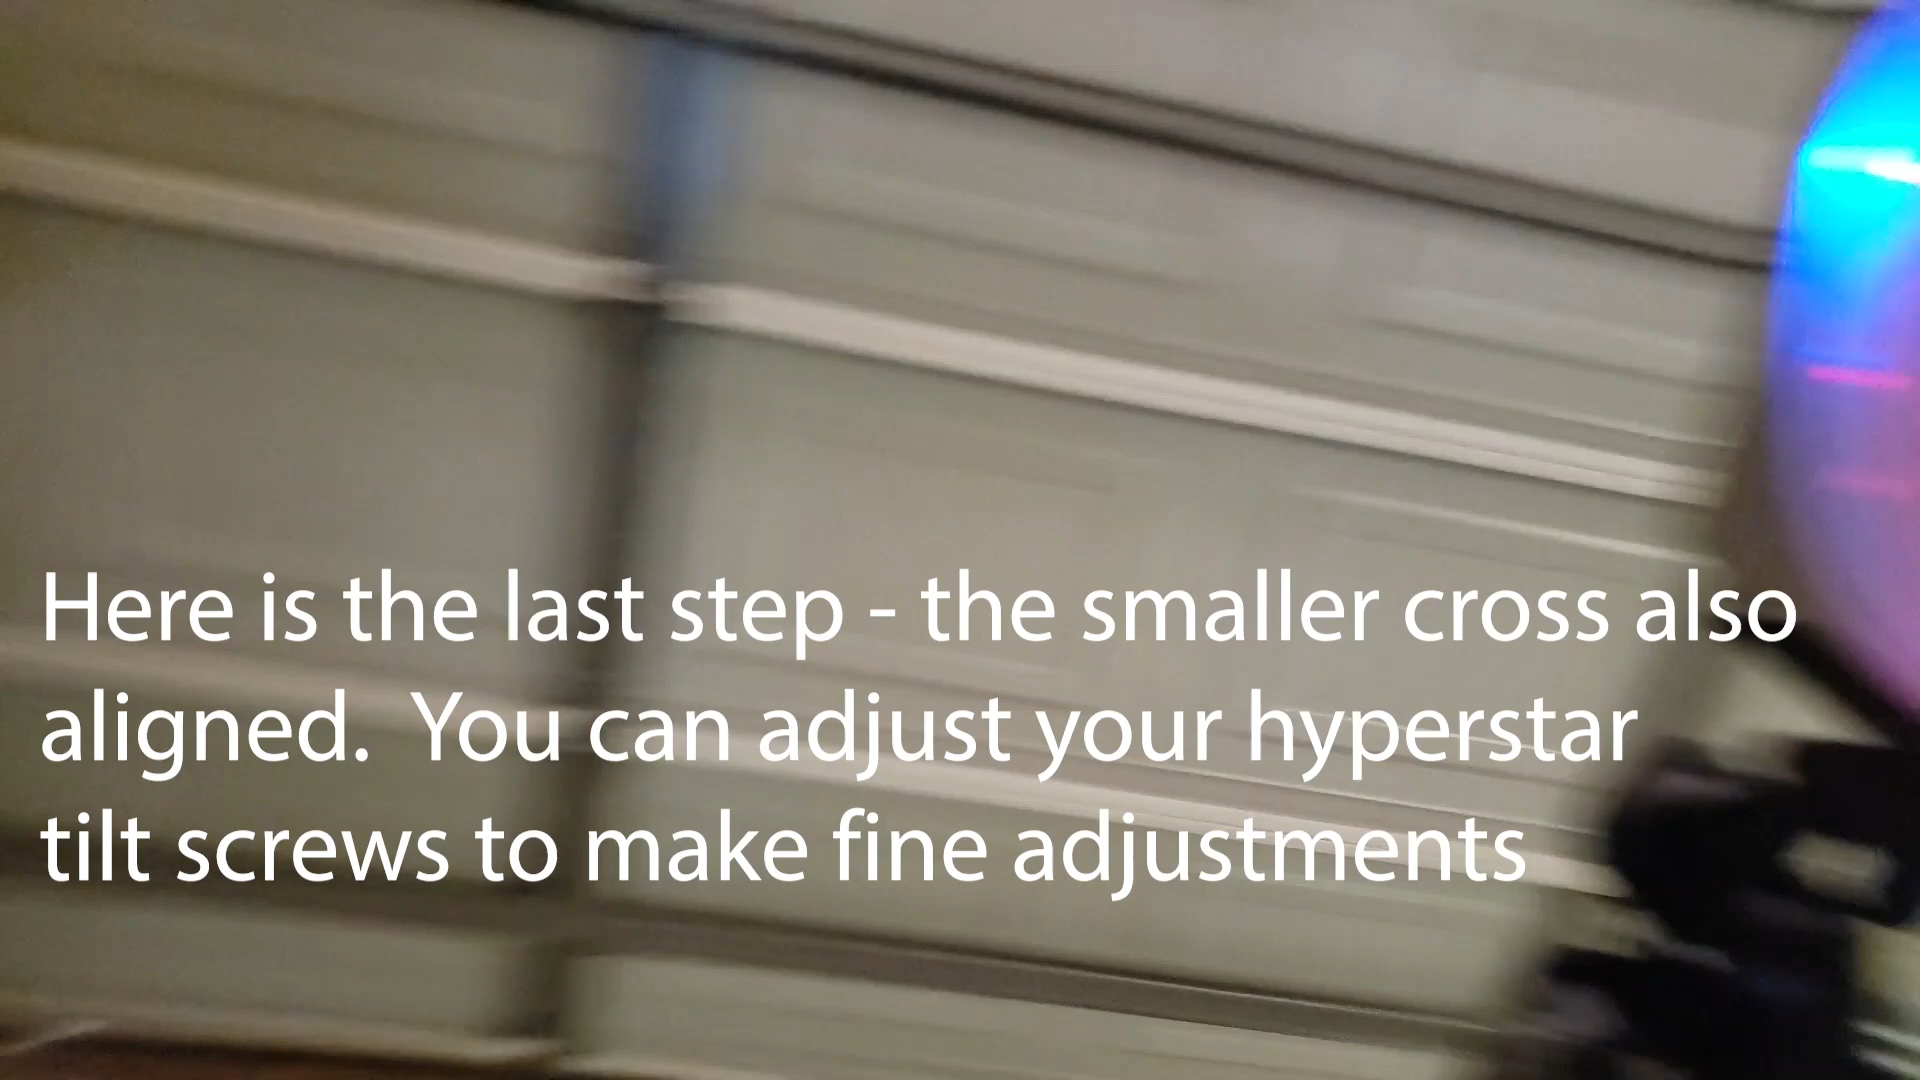 Here is the last step - the smaller cross also
aligned.  You can adjust your hyperstar
tilt screws to make fine adjustments